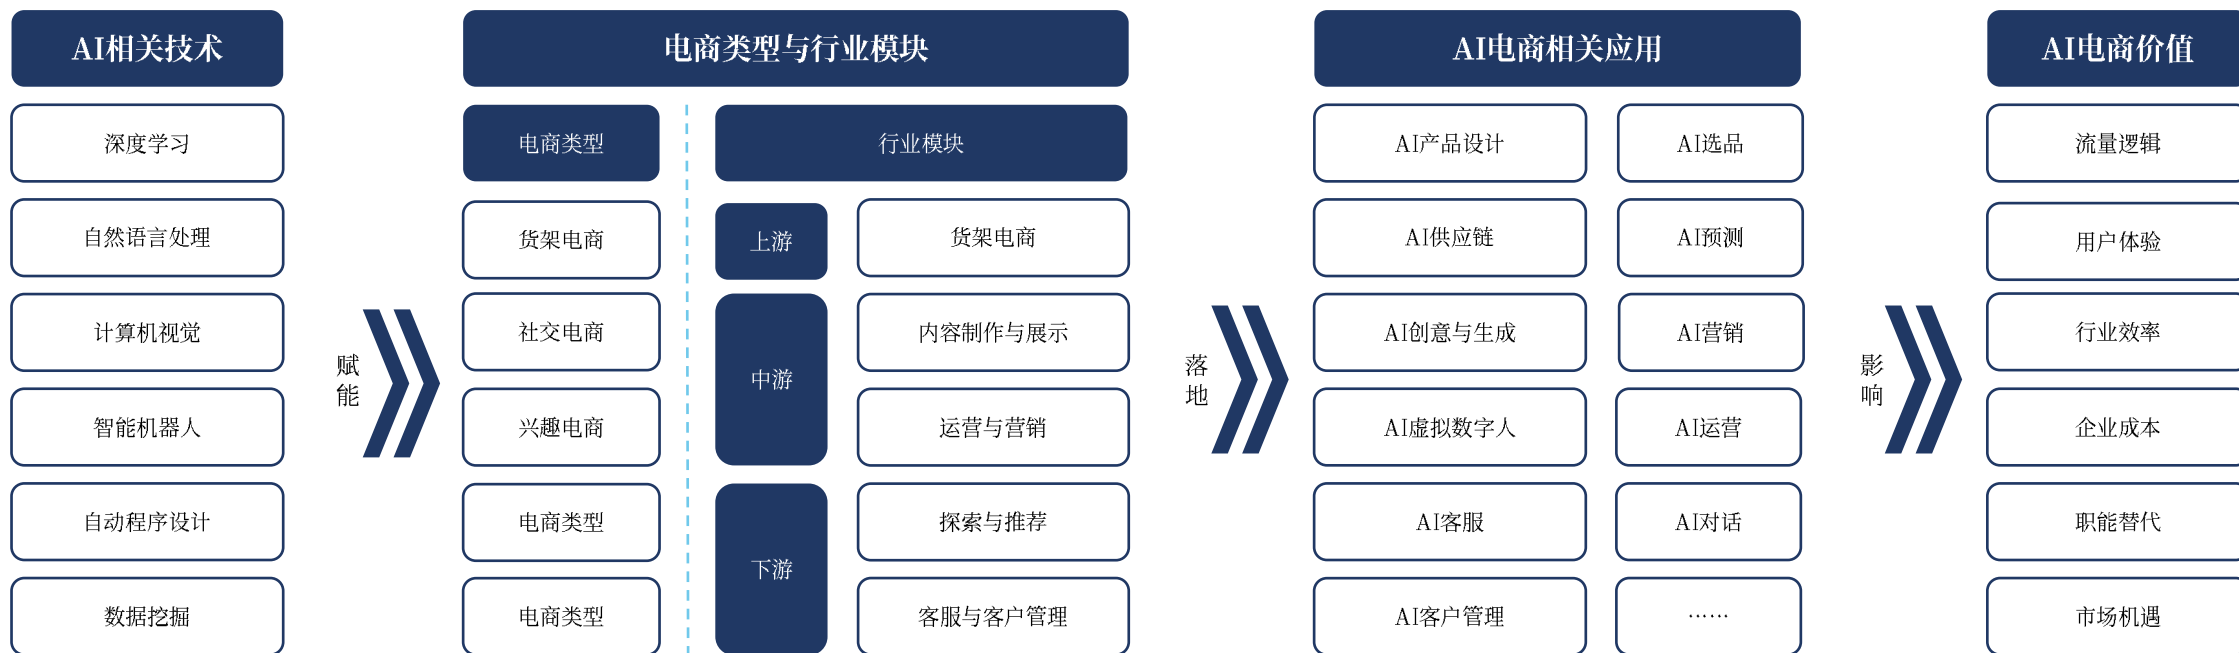 AI相关技术
深度学习
自然语言处理
计算机视觉
智能机器人
自动程序设计
数据挖掘
赋能
电商类型与行业模块
电商类型
货架电商
社交电商
兴趣电商
电商类型
电商类型
行业模块
上游
货架电商
中游
内容制作与展示
运营与营销
下游
探索与推荐
客服与客户管理
落地
AI电商相关应用
AI产品设计
AI选品
AI供应链
AI预测
AI创意与生成
AI营销
AI虚拟数字人
AI运营
AI客服
AI对话
AI客户管理
……
影响
AI电商价值
流量逻辑
用户体验
行业效率
企业成本
职能替代
市场机遇